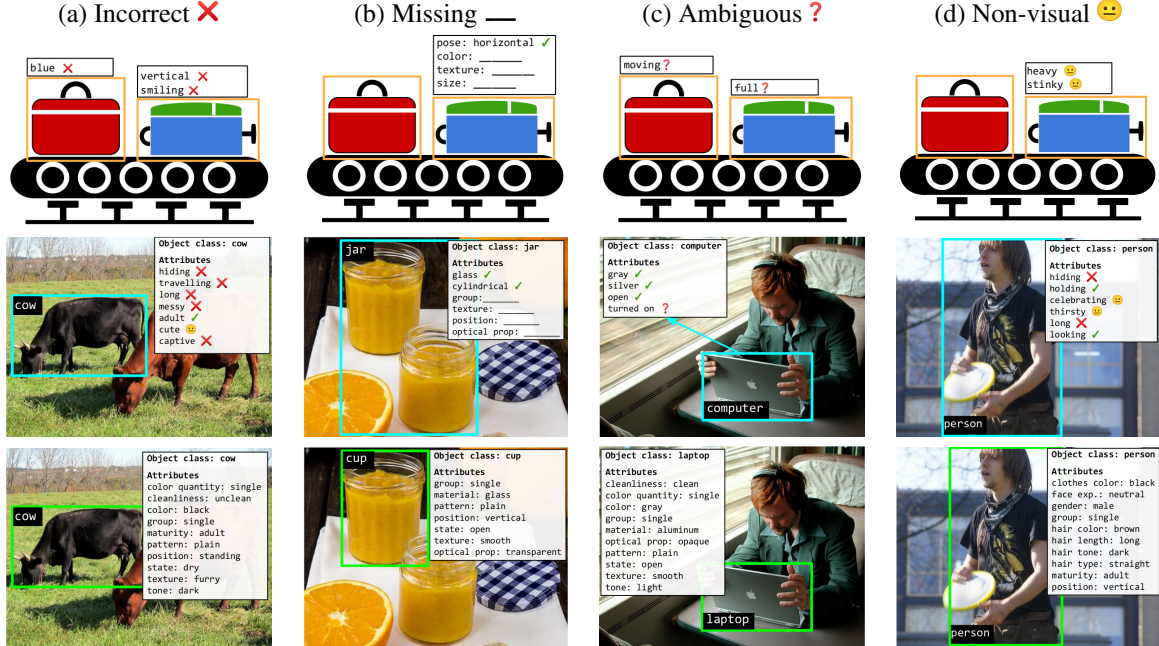 (a) Incorrect ❌
(b) Missing __
(c) Ambiguous ❓
(d) Non-visual 😐
blue ❌
vertical ❌
smiling ❌
pose: horizontal ✓
color: ______
texture: ______
size: ______
moving❓
full❓
heavy 😐
stinky 😐
cow
Object class: cow
Attributes
hiding ❌
travelling ❌
long ❌
messy ❌
adult ✓
cute 😐
captive ❌
jar
Object class: jar
Attributes
glass ✓
cylindrical ✓
group:______
texture: ______
position: ______
optical prop: ______
Object class: computer
Attributes
gray ✓
silver ✓
open ✓
turned on ❓
computer
Object class: person
Attributes
hiding ❌
holding ✓
celebrating 😐
thirsty 😐
long ❌
looking ✓
person
cow
Object class: cow
Attributes
color quantity: single
cleanliness: unclean
color: black
group: single
maturity: adult
pattern: plain
position: standing
state: dry
texture: furry
tone: dark
cup
Object class: cup
Attributes
group: single
material: glass
pattern: plain
position: vertical
state: open
texture: smooth
optical prop: transparent
Object class: laptop
Attributes
cleanliness: clean
color quantity: single
color: gray
group: single
material: aluminum
optical prop: opaque
pattern: plain
state: open
texture: smooth
tone: light
laptop
Object class: person
Attributes
clothes color: black
face exp.: neutral
gender: male
group: single
hair color: brown
hair length: long
hair tone: dark
hair type: straight
maturity: adult
position: vertical
person